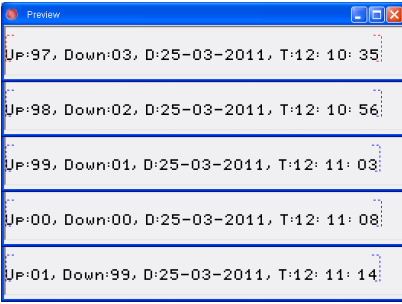 Preview
Up:97, Down:03, D:25-03-2011, T:12: 10: 35
Up:98, Down:02, D:25-03-2011, T:12: 10: 56
Up:99, Down:01, D:25-03-2011, T:12: 11: 03
Up:00, Down:00, D:25-03-2011, T:12: 11: 08
Up:01, Down:99, D:25-03-2011, T:12: 11: 14